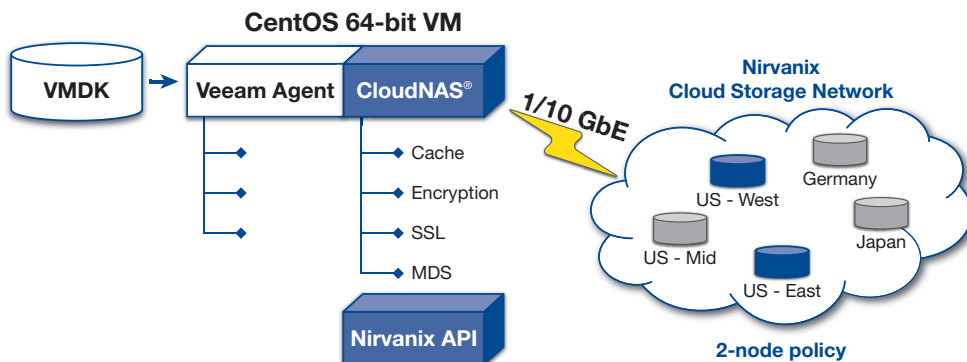 CentOS 64-bit VM
VMDK
Veeam Agent
CloudNAS®
Cache
Encryption
SSL
MDS
Nirvanix API
1/10 GbE
Nirvanix
Cloud Storage Network
US - West
Germany
US - Mid
Japan
US - East
2-node policy